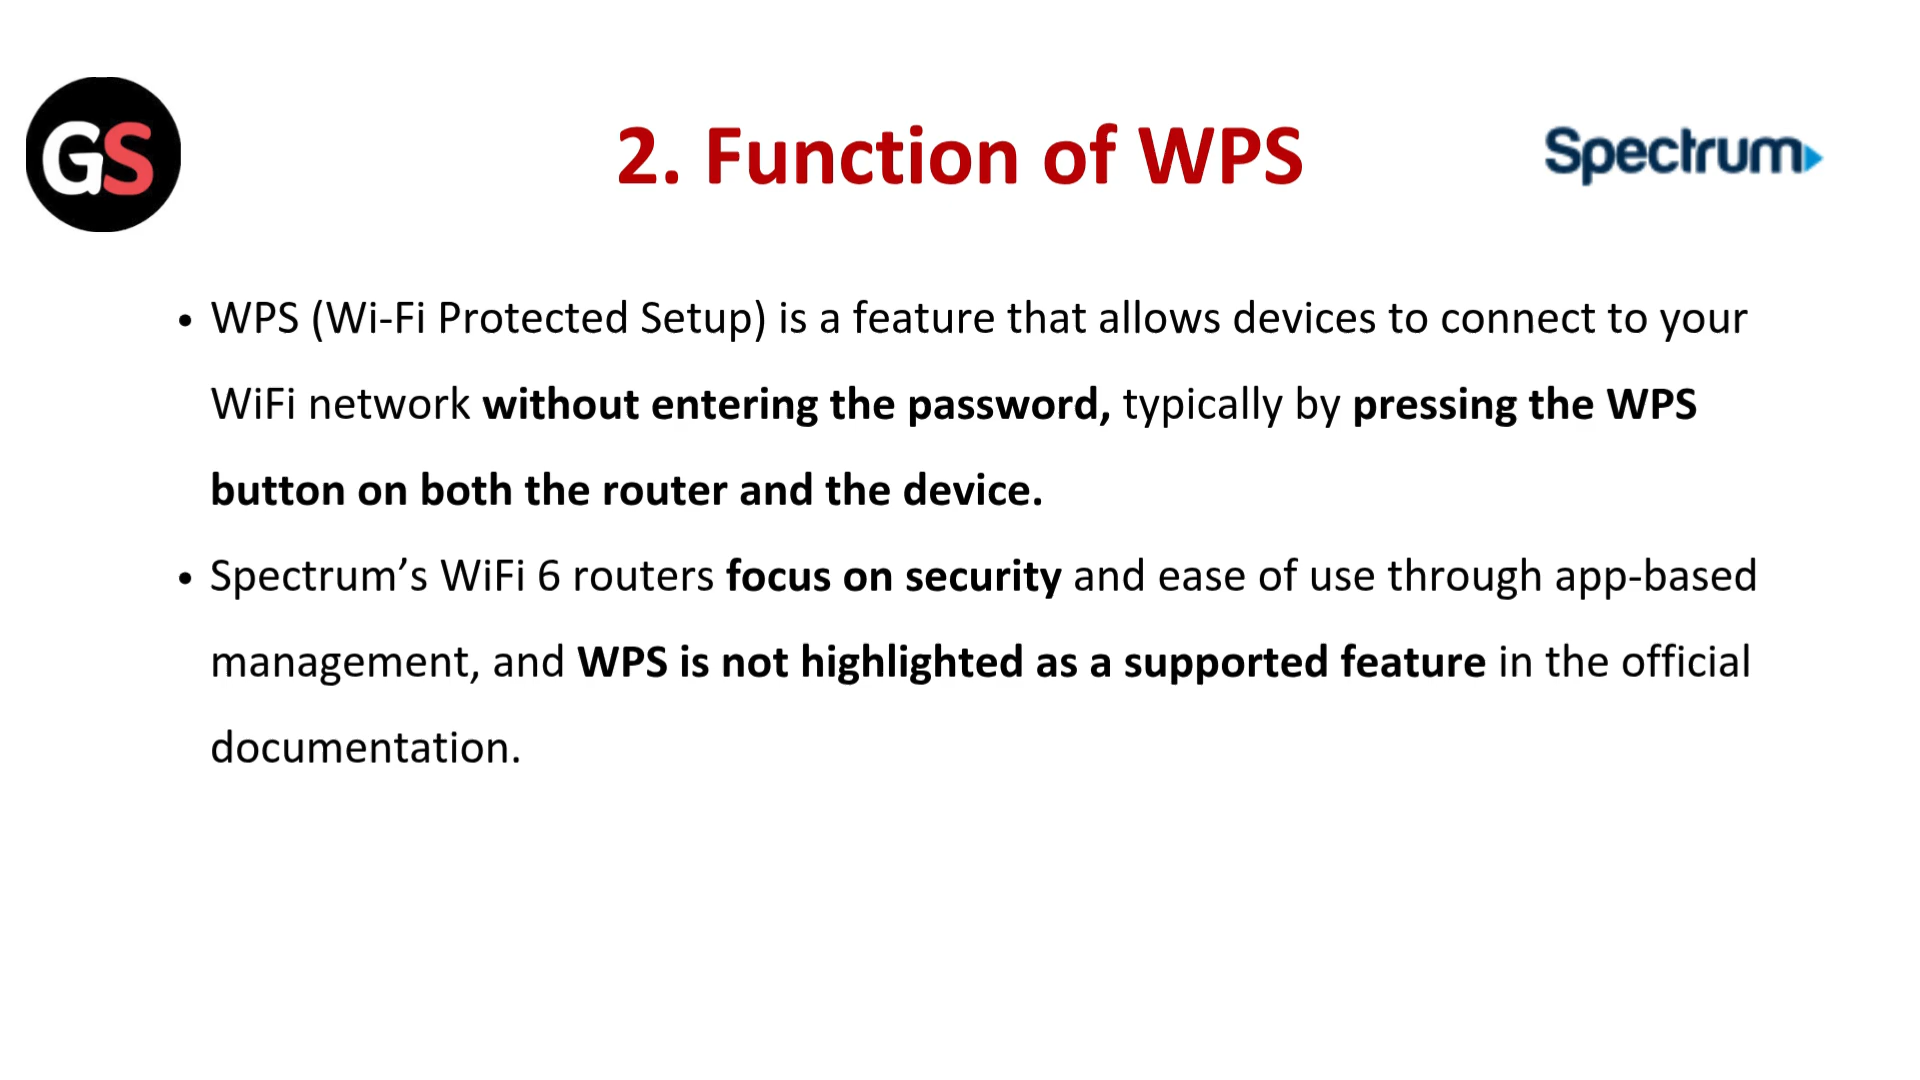 GS
2. Function of WPS
Spectrum
• WPS (Wi-Fi Protected Setup) is a feature that allows devices to connect to your
WiFi network without entering the password, typically by pressing the WPS
button on both the router and the device.
• Spectrum’s WiFi 6 routers focus on security and ease of use through app-based
management, and WPS is not highlighted as a supported feature in the official
documentation.